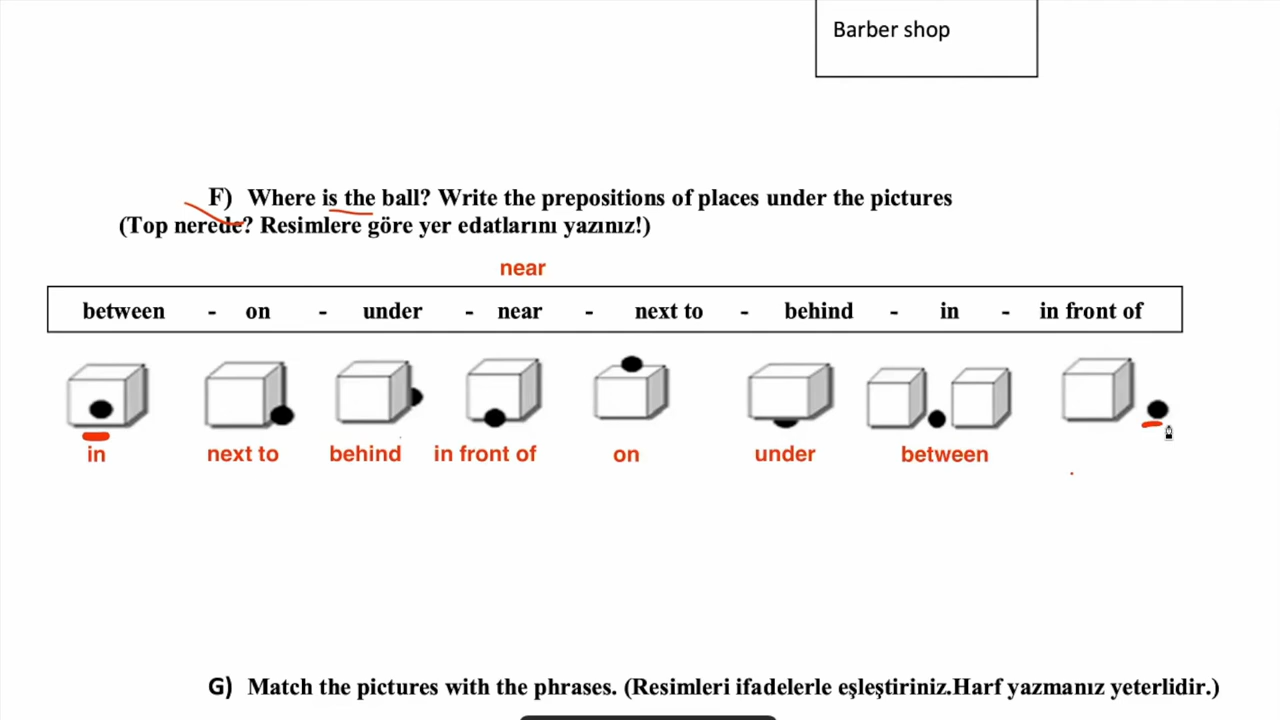 Barber shop
F) Where is the ball? Write the prepositions of places under the pictures
(Top nerede? Resimlere göre yer edatlarını yazınız!)
near
between - on - under - near - next to - behind - in - in front of
in next to behind in front of on under between
G) Match the pictures with the phrases. (Resimleri ifadelerle eşleştiriniz.Harf yazmanız yeterlidir.)